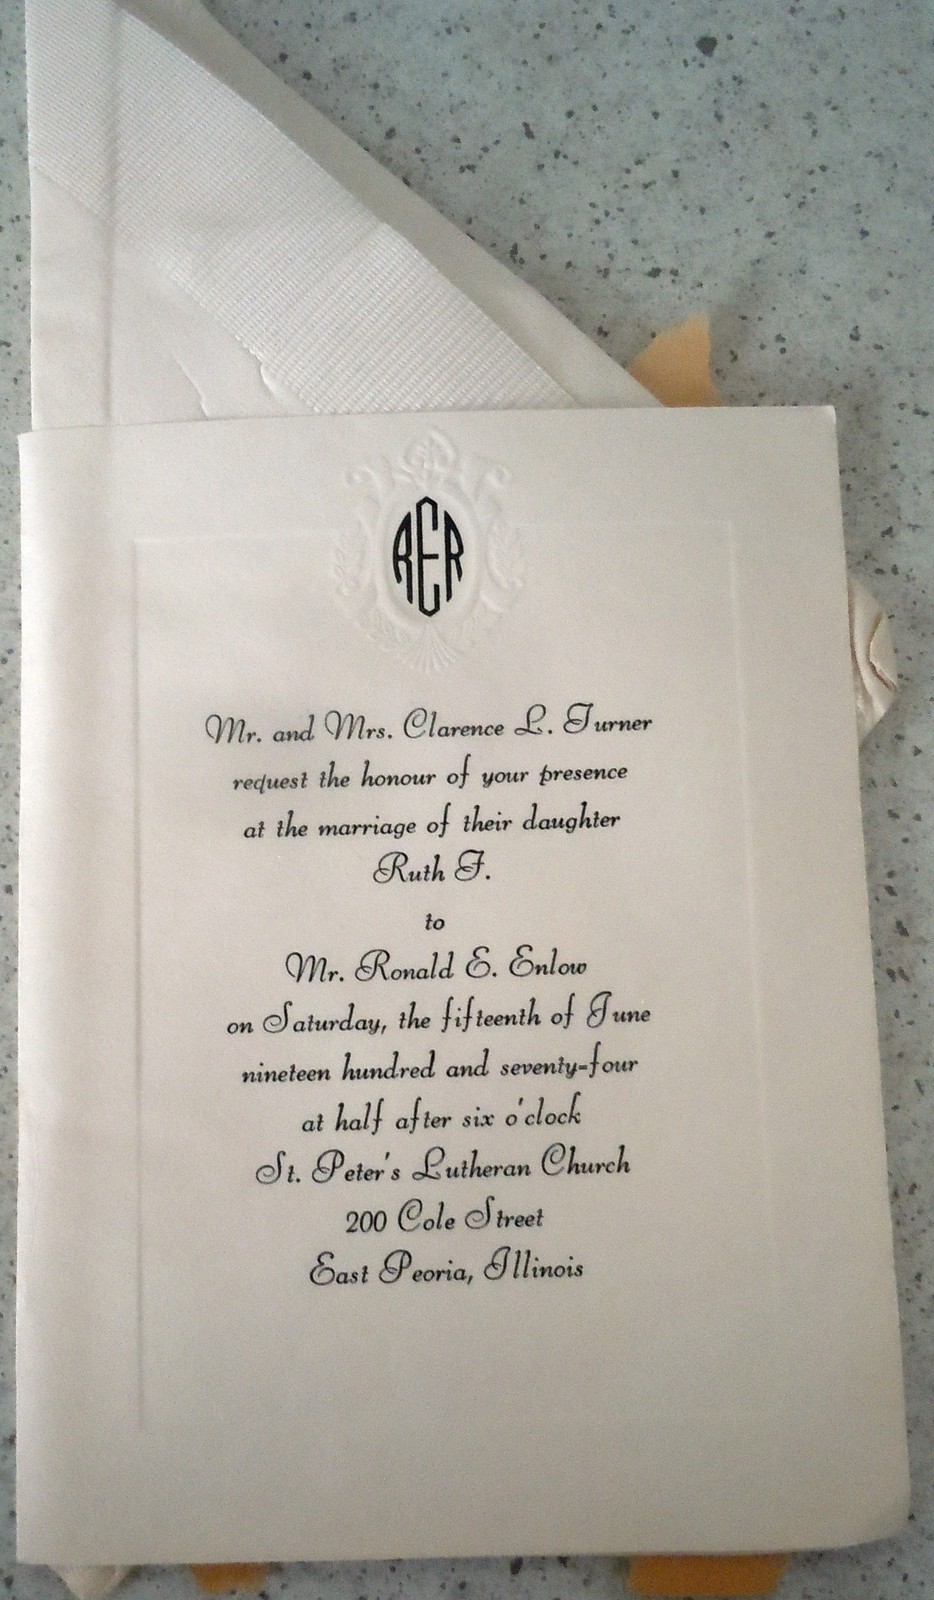 RER
Mr. and Mrs. Clarence L. Turner
request the honour of your presence
at the marriage of their daughter
Ruth F.
to
Mr. Ronald E. Enlow
on Saturday, the fifteenth of June
nineteen hundred and seventy-four
at half after six o'clock
St. Peter's Lutheran Church
200 Cole Street
East Peoria, Illinois